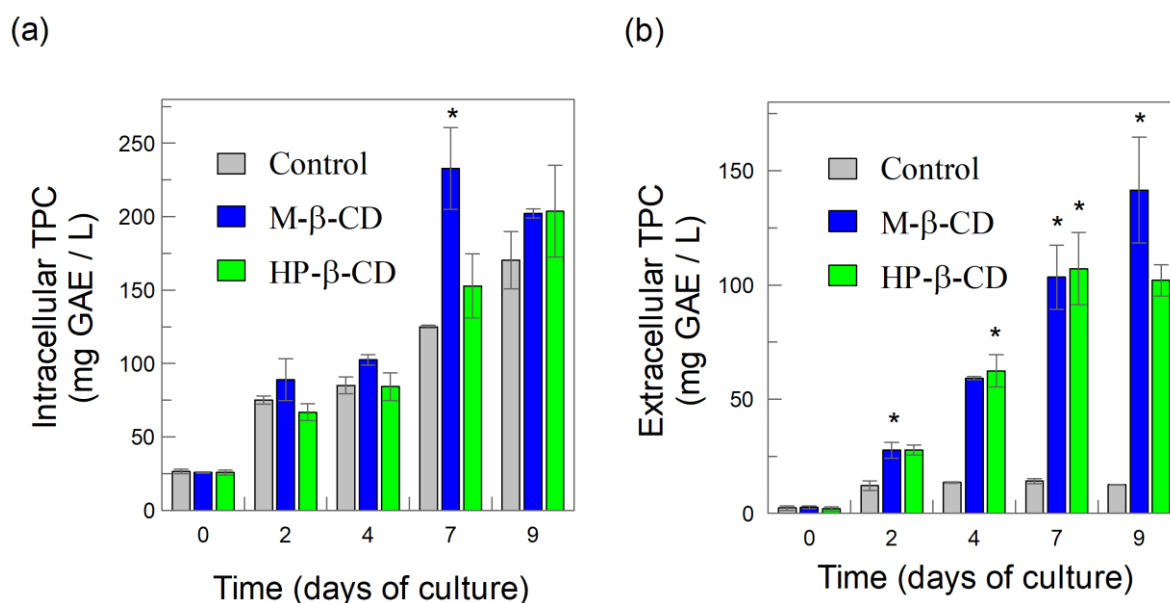 (a)
(b)
Intracellular TPC
(mg GAE / L)
250
200
150
100
50
0
Control
M-β-CD
HP-β-CD
*
0 2 4 7 9
Time (days of culture)
Extracellular TPC
(mg GAE / L)
150
100
50
0
Control
M-β-CD
HP-β-CD
*
*
* *
*
0 2 4 7 9
Time (days of culture)